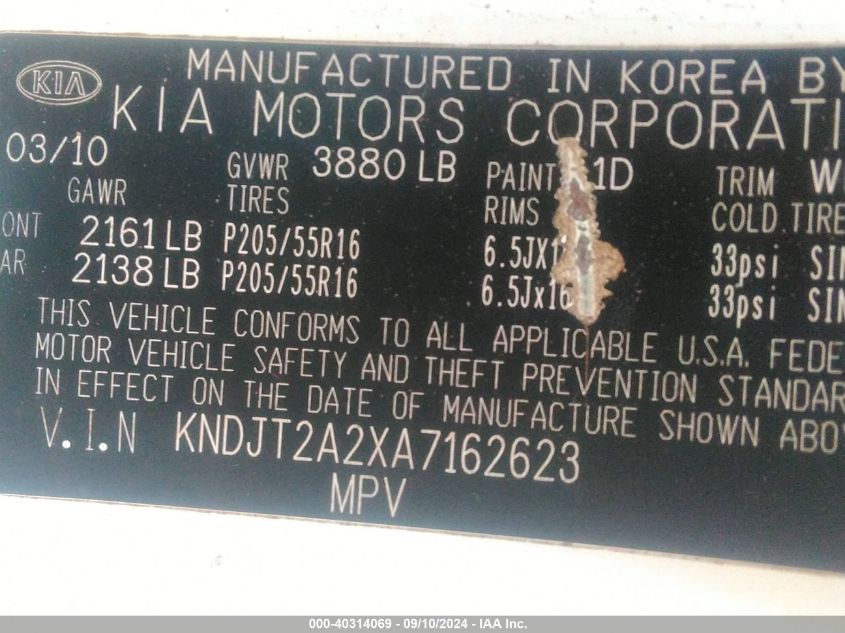 KIA
MANUFACTURED IN KOREA BY
KIA MOTORS CORPORATI
03/10 GVWR 3880 LB PAINT 1D TRIM
GAWR TIRES RIMS COLD TIRE
ONT 2161 LB P205/55R16 6.5JX1 33psi SIN
AR 2138 LB P205/55R16 6.5Jx16 33psi SIN
THIS VEHICLE CONFORMS TO ALL APPLICABLE U.S.A. FEDE
MOTOR VEHICLE SAFETY AND THEFT PREVENTION STANDAR
IN EFFECT ON THE DATE OF MANUFACTURE SHOWN ABOV
V.I.N KNDJT2A2XA7162623
MPV
000-40314069 - 09/10/2024 - IAA Inc.